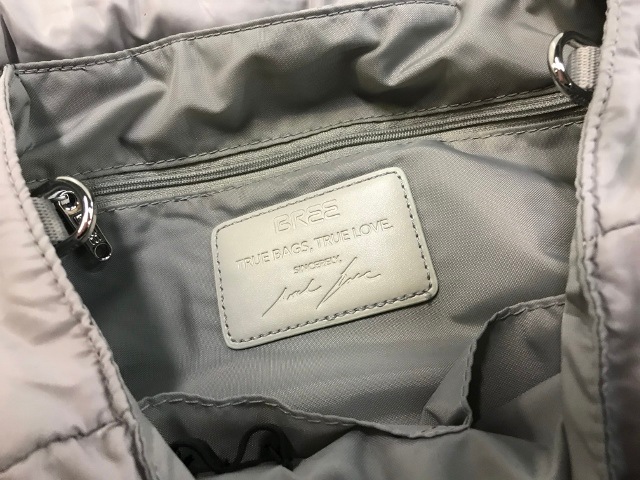 BREE
TRUE BAGS, TRUE LOVE.
SINCERELY,